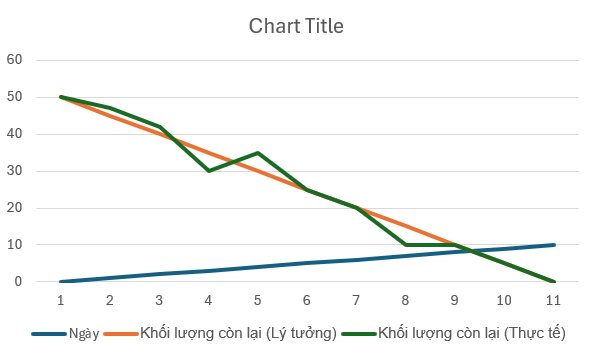 Chart Title
60
50
40
30
20
10
0
1 2 3 4 5 6 7 8 9 10 11
Ngày Khối lượng còn lại (Lý tưởng) Khối lượng còn lại (Thực tế)